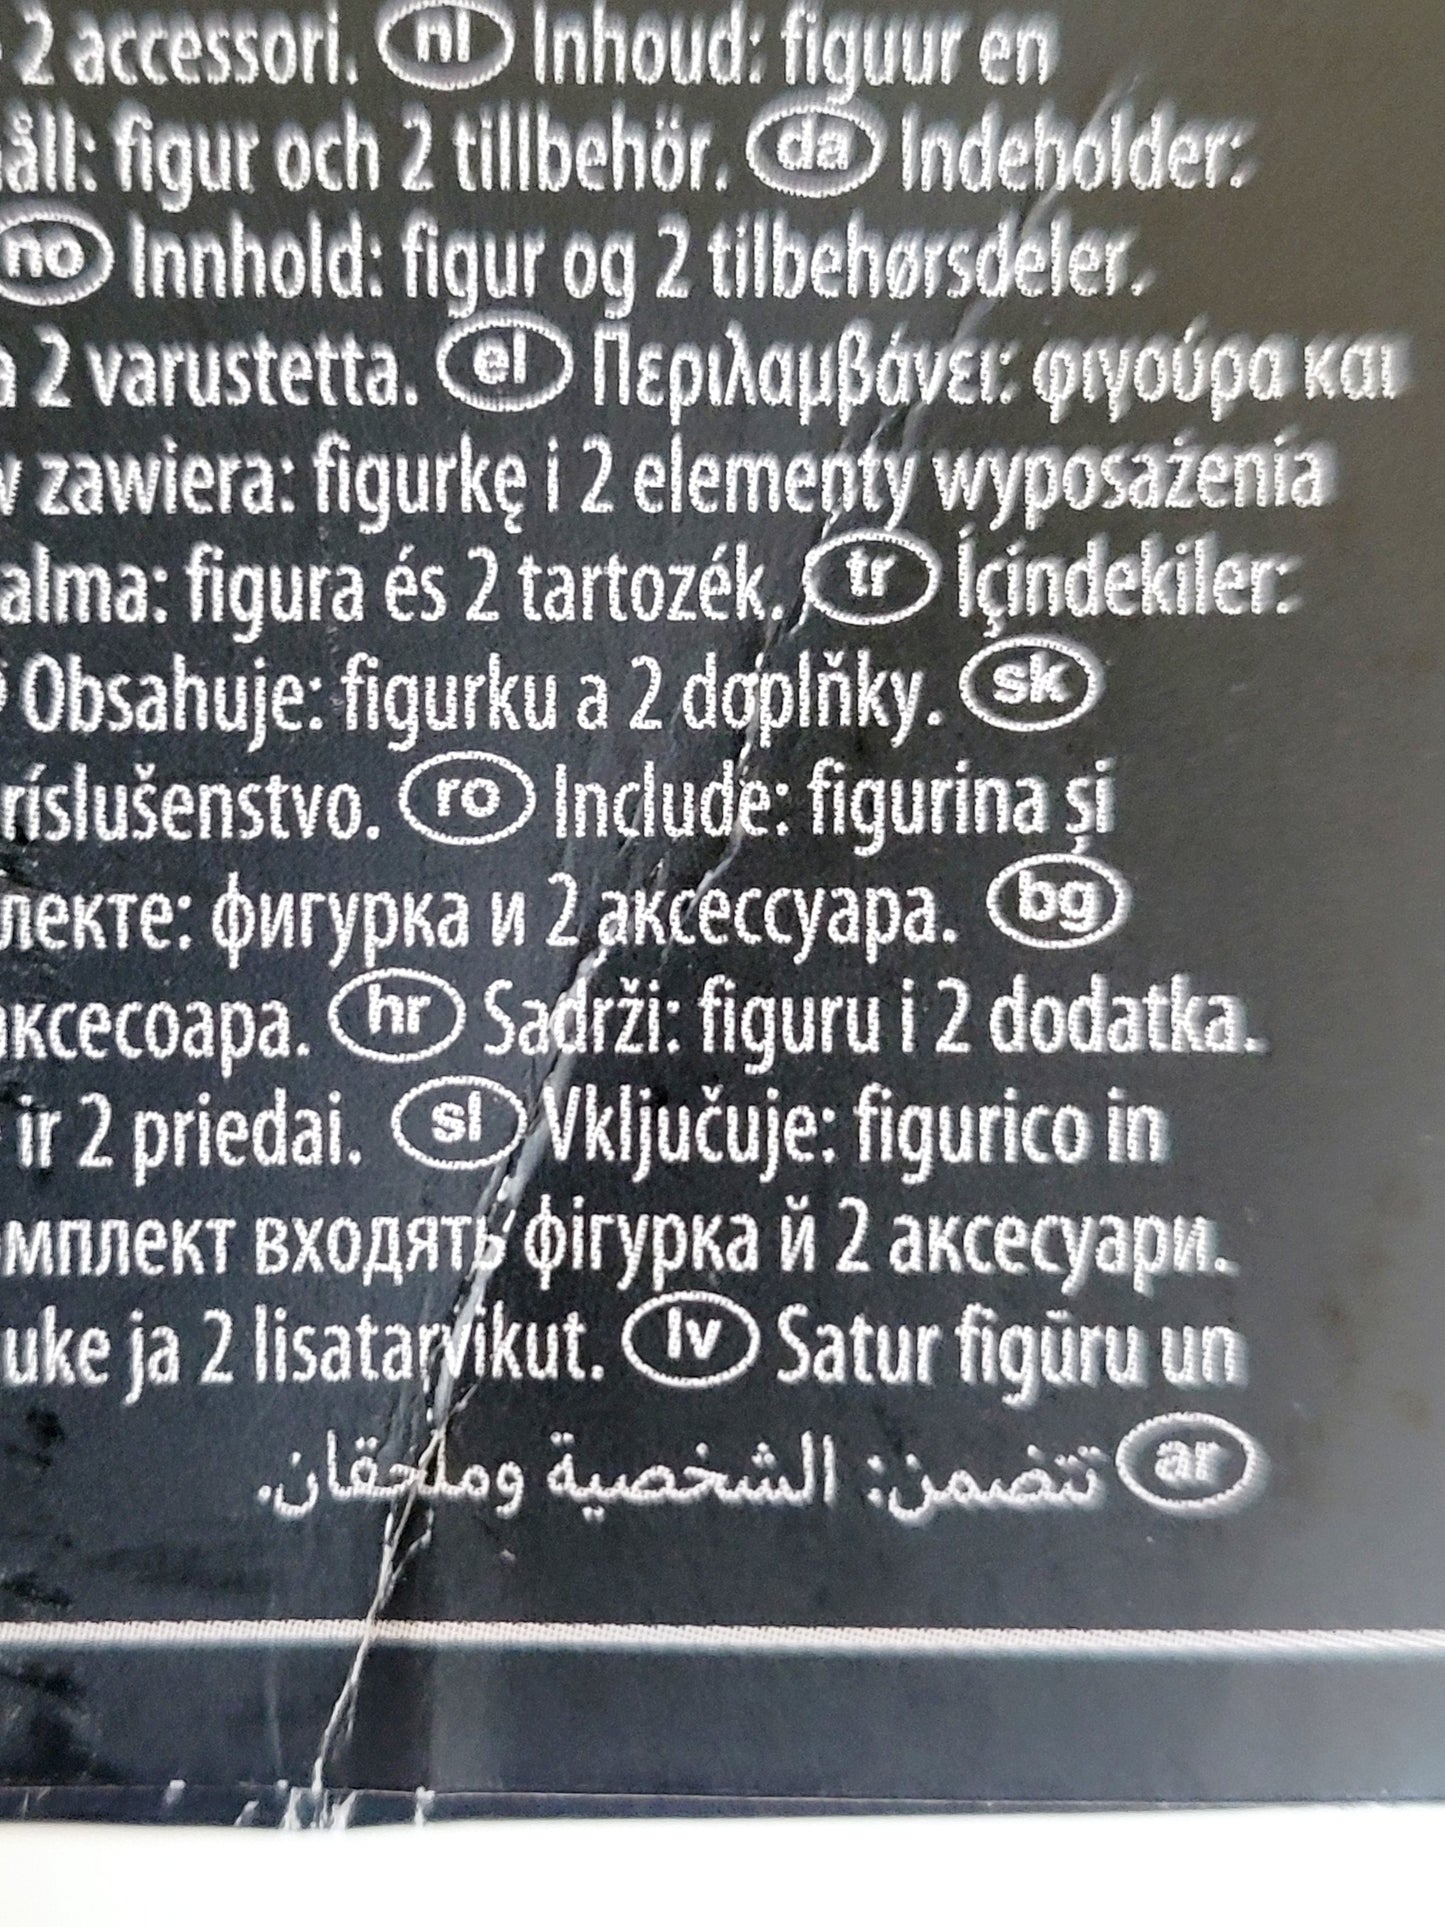 2 accessori. nl Inhoud: figuur en
åll: figur och 2 tillbehör. da Indeholder:
no Innhold: figur og 2 tilbehørsdeler.
2 varustetta. el Περιλαμβάνει: φιγούρα και
zawiera: figurkę i 2 elementy wyposażenia
alma: figura és 2 tartozék. tr İçindekiler:
Obsahuje: figurku a 2 doplňky. sk
ríslušenstvo. ro Include: figurina și
лекте: фигурка и 2 аксессуара. bg
аксесоара. hr Sadrži: figuru i 2 dodatka.
ir 2 priedai. sl Vključuje: figurico in
мплект входять фігурка й 2 аксесуари.
uke ja 2 lisatarvikut. lv Satur figūru un
ar تتضمن: الشخصية وملحقان.